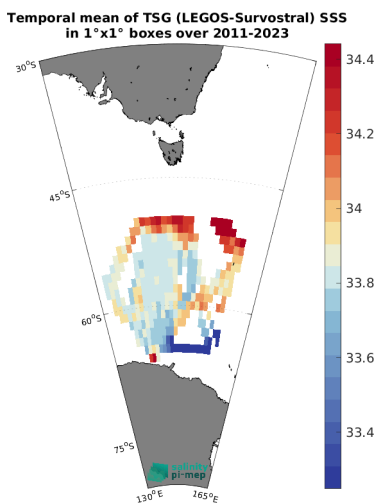 Temporal mean of TSG (LEGOS-Survostral) SSS
in 1°x1° boxes over 2011-2023
30°S
45°S
60°S
75°S
130°E
165°E
34.4
34.2
34
33.8
33.6
33.4
salinity
pi-mep